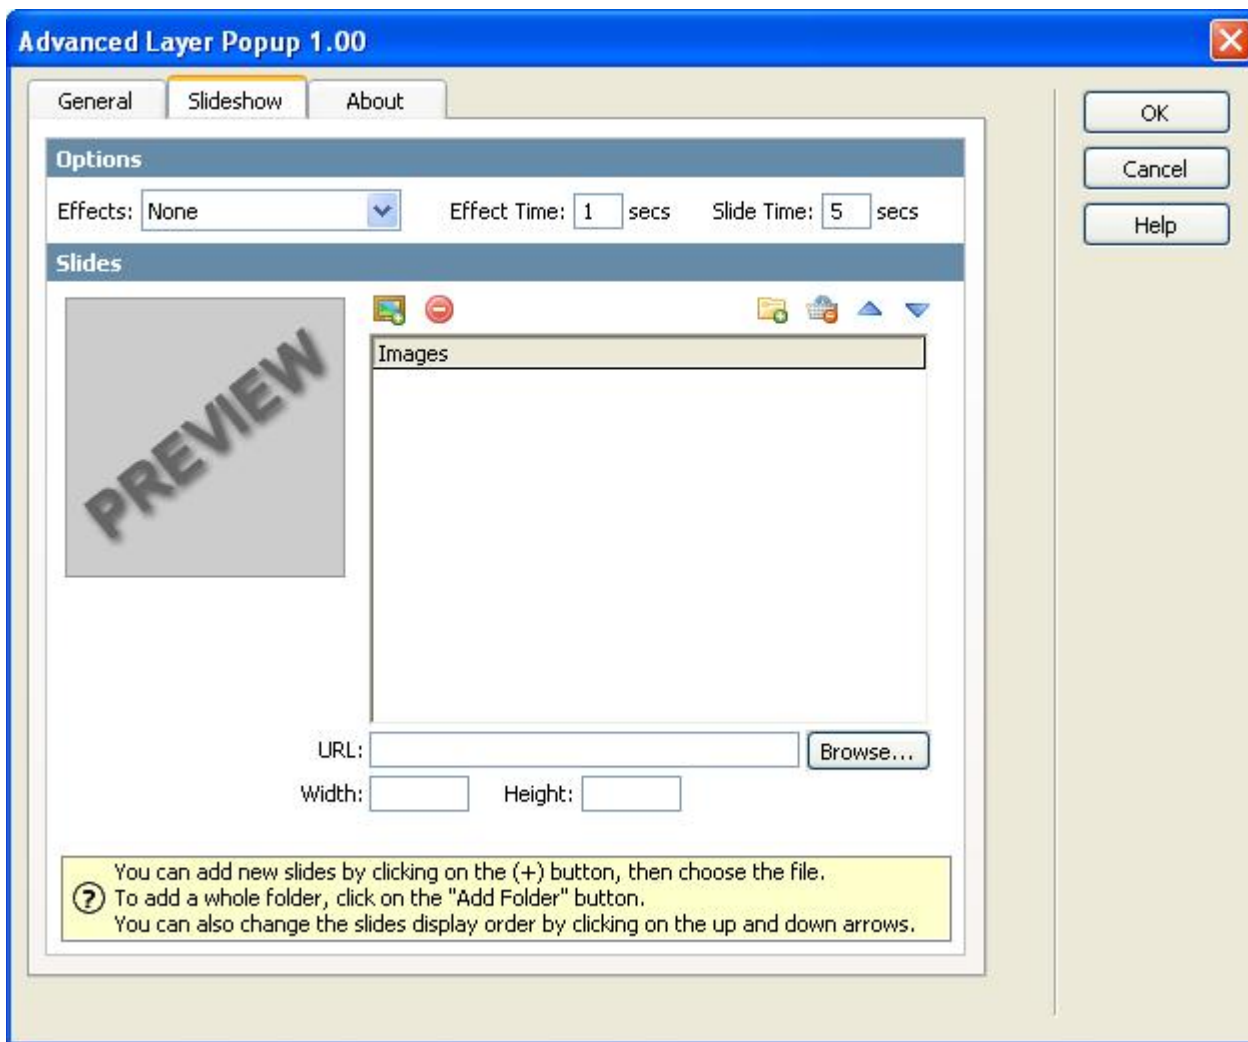 Advanced Layer Popup 1.00
General Slideshow About
OK
Cancel
Help
Options
Effects: None Effect Time: 1 secs Slide Time: 5 secs
Slides
PREVIEW
Images
URL: Browse...
Width: Height:
You can add new slides by clicking on the (+) button, then choose the file.
? To add a whole folder, click on the "Add Folder" button.
You can also change the slides display order by clicking on the up and down arrows.